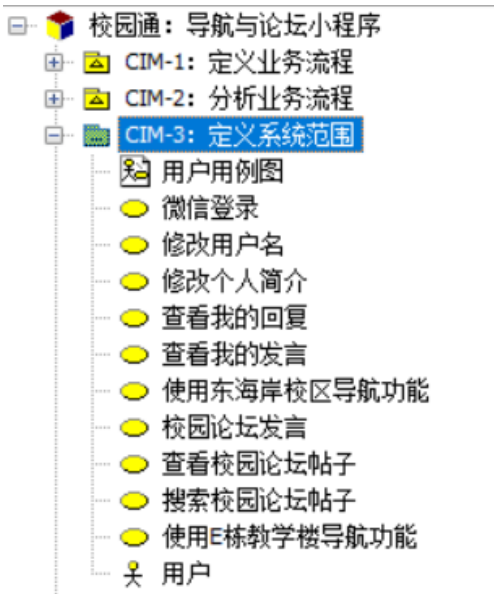 校园通：导航与论坛小程序
CIM-1：定义业务流程
CIM-2：分析业务流程
CIM-3：定义系统范围
用户用例图
微信登录
修改用户名
修改个人简介
查看我的回复
查看我的发言
使用东海岸校区导航功能
校园论坛发言
查看校园论坛帖子
搜索校园论坛帖子
使用E栋教学楼导航功能
用户